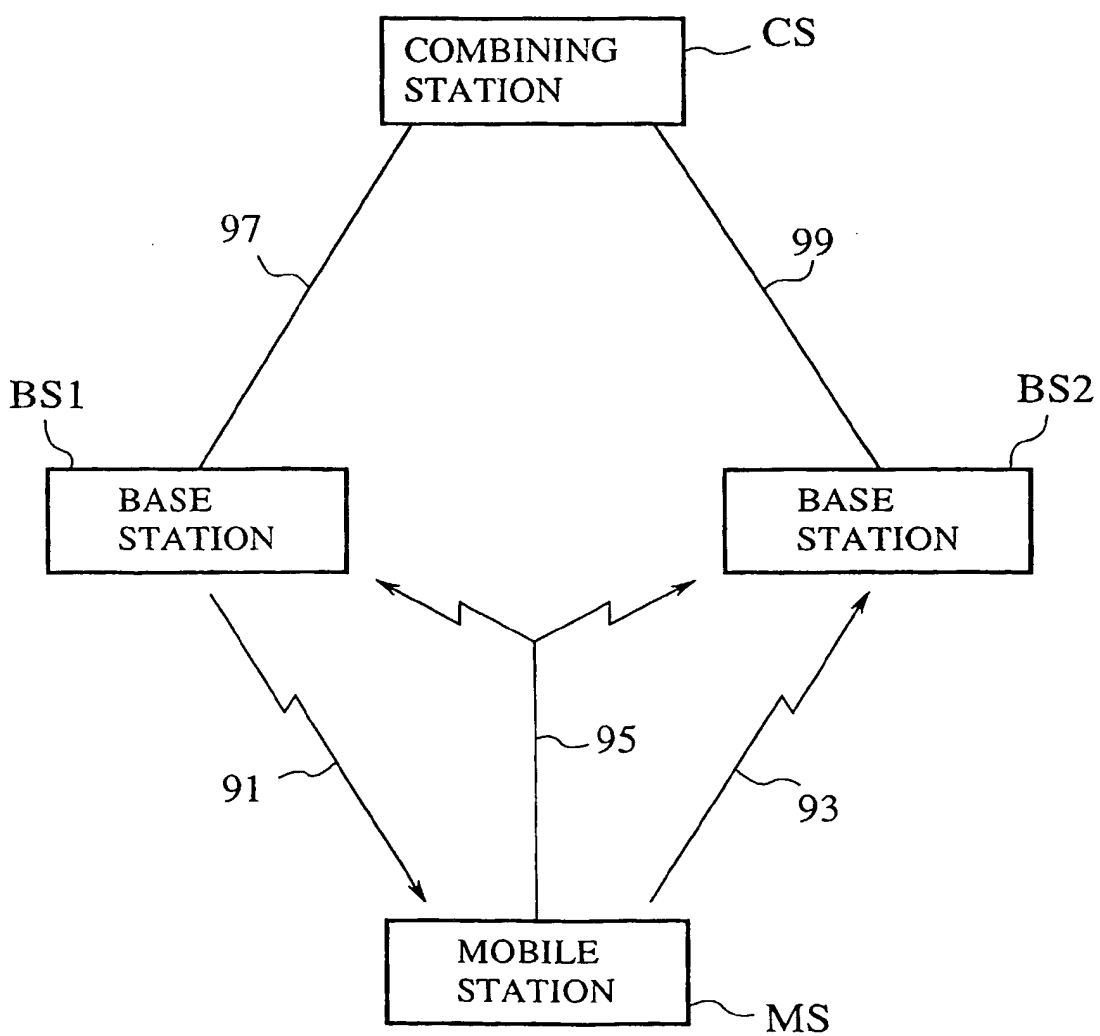 COMBINING
STATION
CS
97
99
BS1
BS2
BASE
STATION
BASE
STATION
91
95
93
MOBILE
STATION
MS